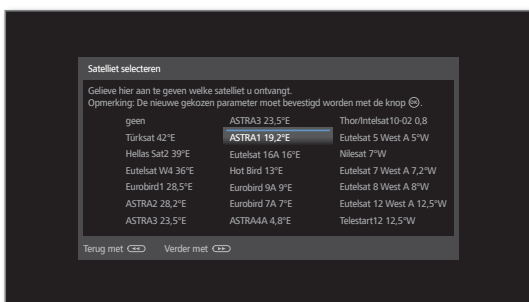 Satelliet selecteren
Gelieve hier aan te geven welke satelliet u ontvangt.
Opmerking: De nieuwe gekozen parameter moet bevestigd worden met de knop OK.
geen ASTRA3 23,5°E Thor/Intelsat10-02 0,8
Türksat 42°E ASTRA1 19,2°E Eutelsat 5 West A 5°W
Hellas Sat2 39°E Eutelsat 16A 16°E Nilesat 7°W
Eutelsat W4 36°E Hot Bird 13°E Eutelsat 7 West A 7,2°W
Eurobird1 28,5°E Eurobird 9A 9°E Eutelsat 8 West A 8°W
ASTRA2 28,2°E Eurobird 7A 7°E Eutelsat 12 West A 12,5°W
ASTRA3 23,5°E ASTRA4A 4,8°E Telestart12 12,5°W
Terug met Verder met